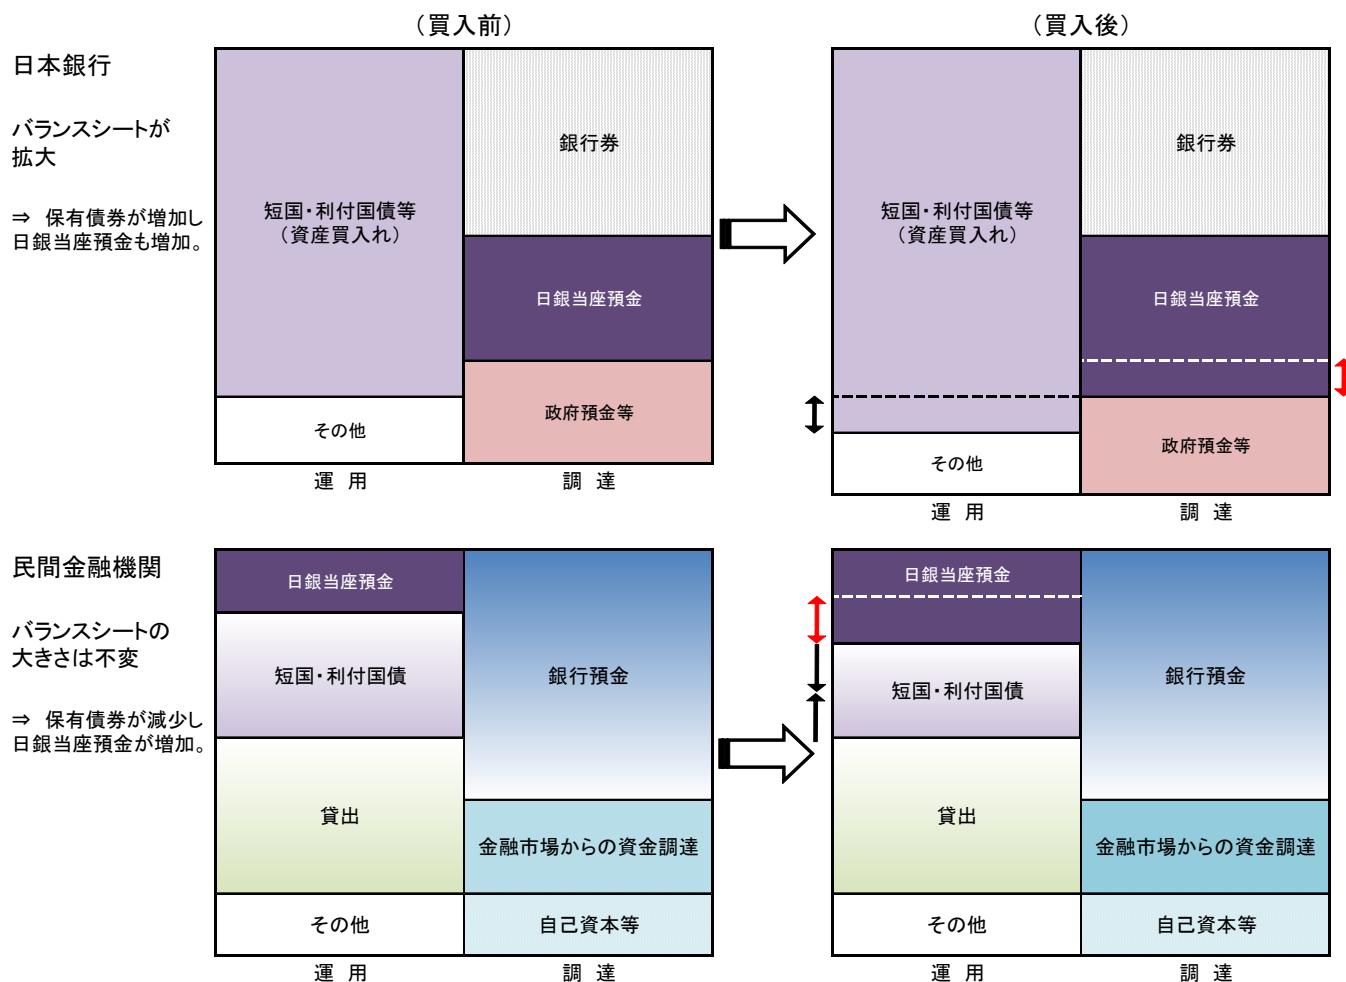 （買入前）
（買入後）
日本銀行
バランスシートが
拡大
⇒ 保有債券が増加し
日銀当座預金も増加。
短国・利付国債等
（資産買入れ）
その他
銀行券
日銀当座預金
政府預金等
運 用
調 達
短国・利付国債等
（資産買入れ）
その他
銀行券
日銀当座預金
政府預金等
運 用
調 達
民間金融機関
バランスシートの
大きさは不変
⇒ 保有債券が減少し
日銀当座預金が増加。
日銀当座預金
短国・利付国債
貸出
その他
銀行預金
金融市場からの資金調達
自己資本等
運 用
調 達
日銀当座預金
短国・利付国債
貸出
その他
銀行預金
金融市場からの資金調達
自己資本等
運 用
調 達